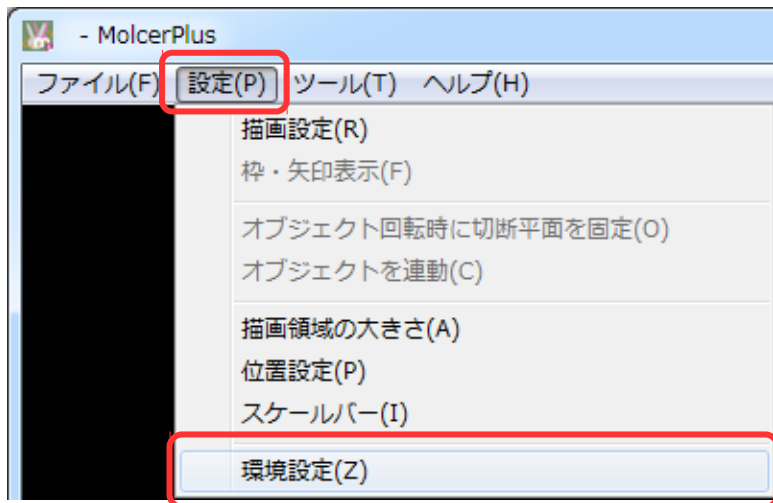 - MolcerPlus
ファイル(F) 設定(P) ツール(T) ヘルプ(H)
描画設定(R)
枠・矢印表示(F)
オブジェクト回転時に切断平面を固定(O)
オブジェクトを連動(C)
描画領域の大きさ(A)
位置設定(P)
スケールバー(I)
環境設定(Z)